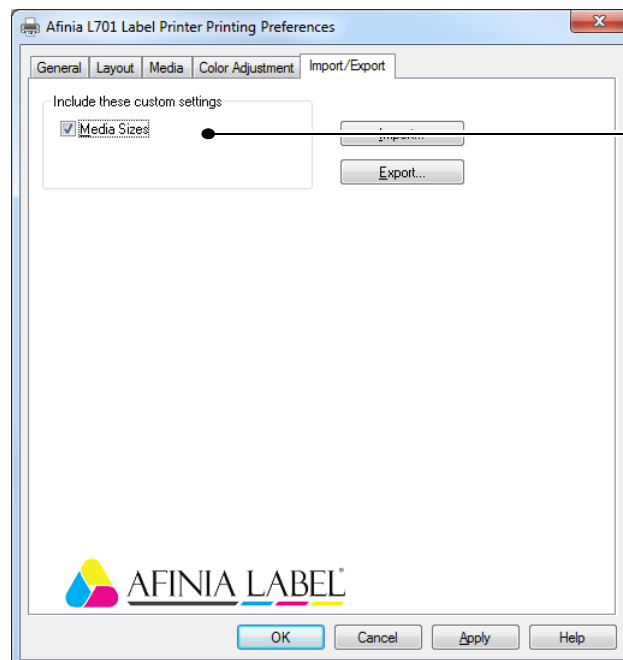 Afinia L701 Label Printer Printing Preferences
General Layout Media Color Adjustment Import/Export
Include these custom settings
Media Sizes
Import...
Export...
AFINIA LABEL®
OK Cancel Apply Help